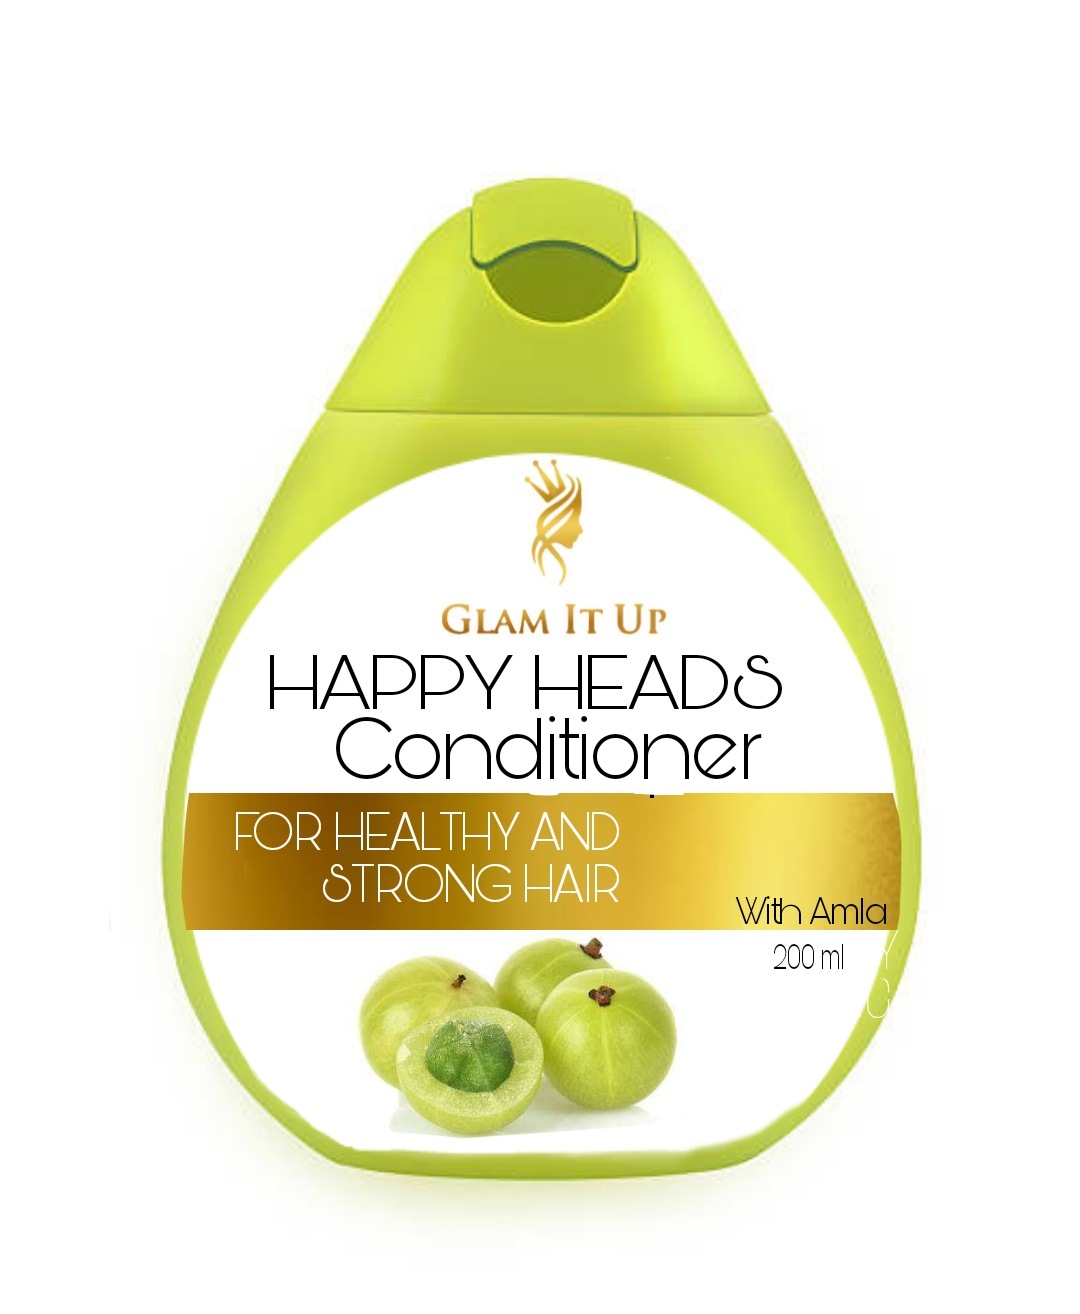 GLAM IT UP
HAPPY HEADS
Conditioner
FOR HEALTHY AND
STRONG HAIR
With Amla
200 ml